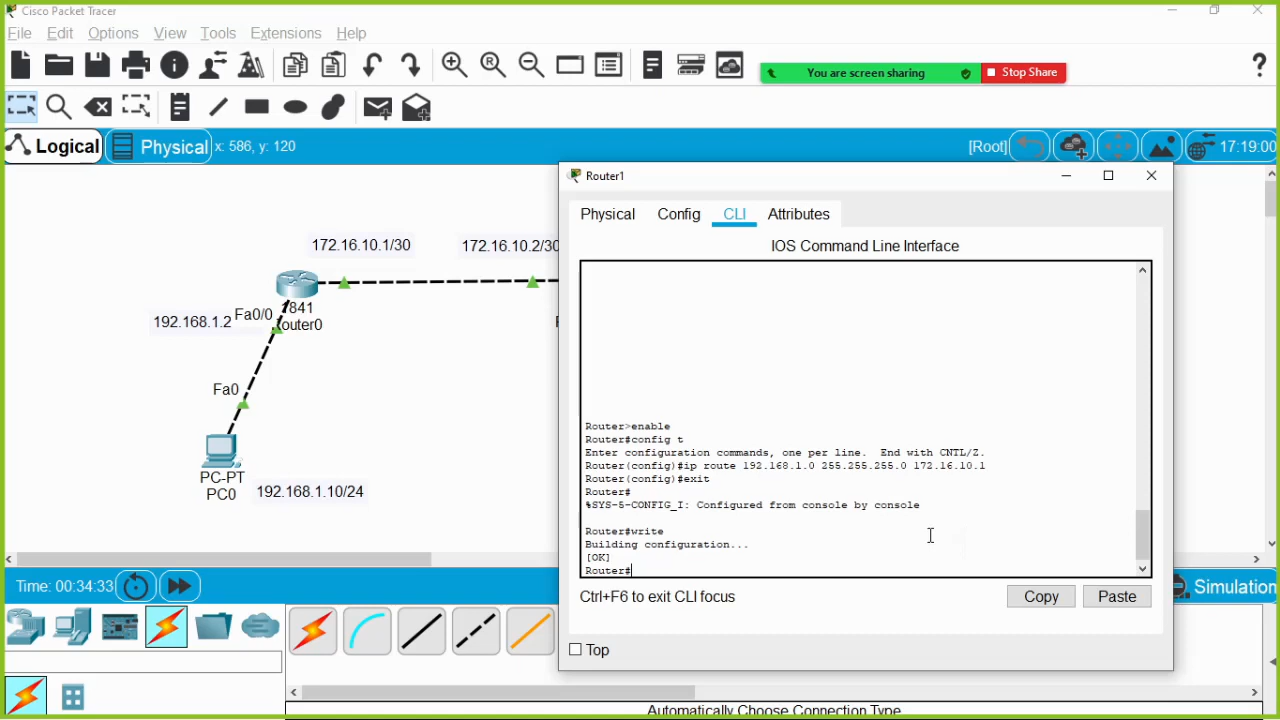 Cisco Packet Tracer
File Edit Options View Tools Extensions Help
You are screen sharing Stop Share
Logical Physical x: 586, y: 120 [Root] 17:19:00
Router1
Physical Config CLI Attributes
IOS Command Line Interface
172.16.10.1/30 172.16.10.2/30
192.168.1.2 Fa0/0
1841
Router0
Fa0
PC-PT
PC0
192.168.1.10/24
Router>enable
Router#config t
Enter configuration commands, one per line.  End with CNTL/Z.
Router(config)#ip route 192.168.1.0 255.255.255.0 172.16.10.1
Router(config)#exit
Router#
%SYS-5-CONFIG_I: Configured from console by console
Router#write
Building configuration...
[OK]
Router#
Ctrl+F6 to exit CLI focus Copy Paste
Top
Time: 00:34:33 Simulation
Automatically Choose Connection Type